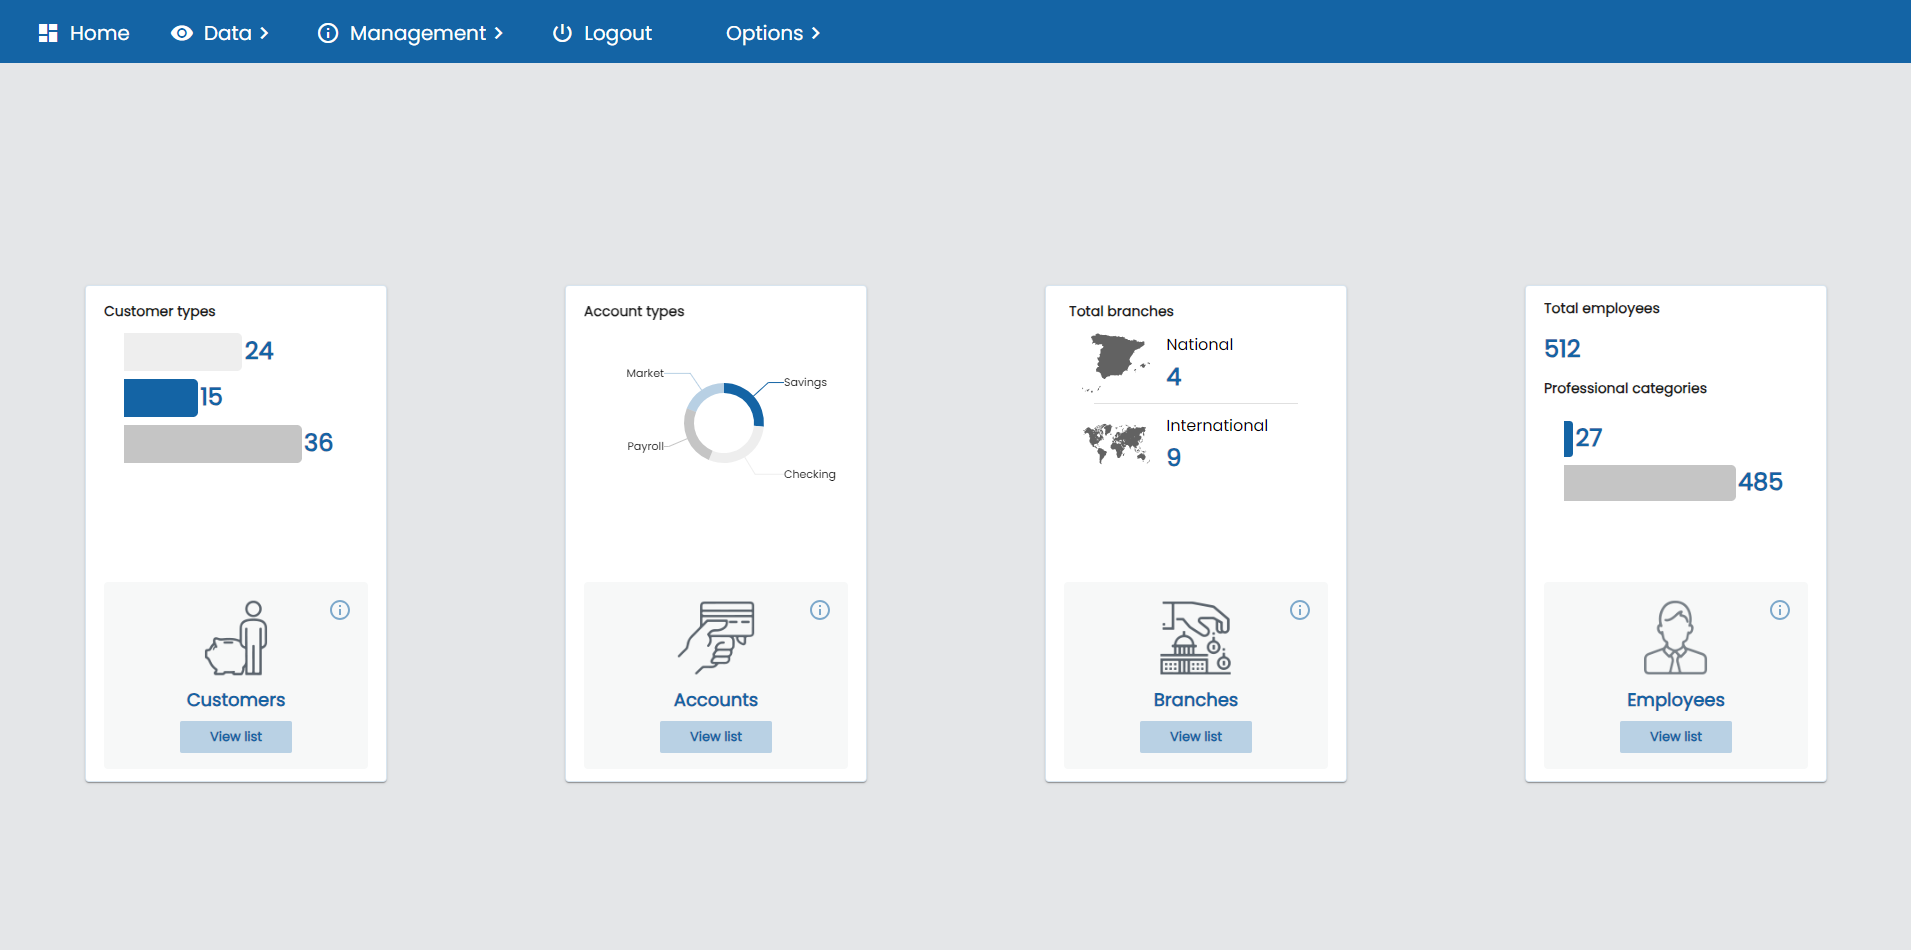 Home
Data
Management
Logout
Options
Customer types
24
15
36
Customers
View list
Account types
Market
Savings
Payroll
Checking
Accounts
View list
Total branches
National
4
International
9
Branches
View list
Total employees
512
Professional categories
27
485
Employees
View list